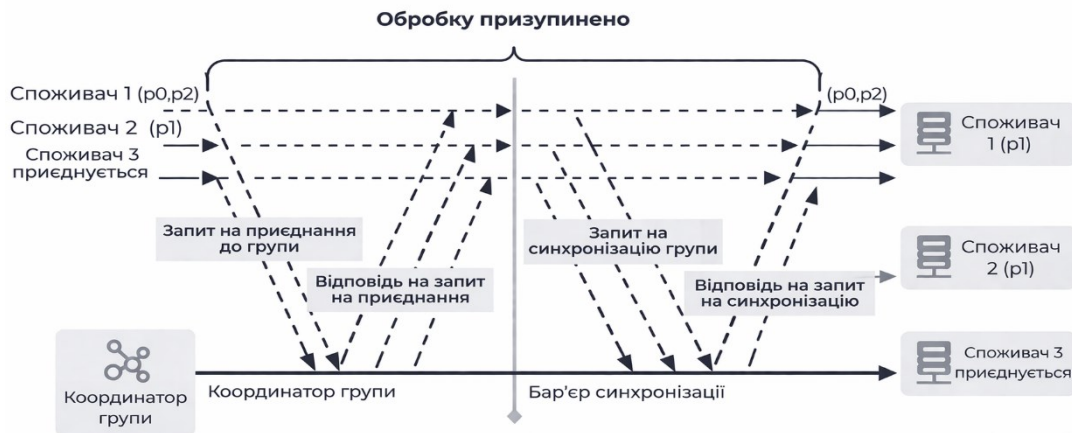 Обробку призупинено
Споживач 1 (p0,p2)
Споживач 2 (p1)
Споживач 3
приєднується
(p0,p2)
Споживач
1 (p1)
Запит на приєднання
до групи
Відповідь на запит
на приєднання
Запит на
синхронізацію групи
Відповідь на запит
на синхронізацію
Споживач
2 (p1)
Координатор
групи
Координатор групи
Бар'єр синхронізації
Споживач 3
приєднується